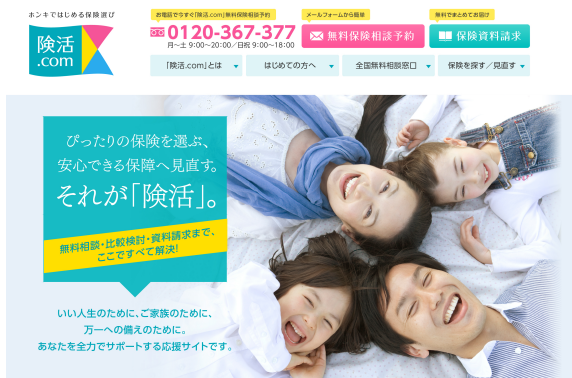 ホンキではじめる保険選び
険活
.com
お電話で今すぐ「険活.com」無料保険相談予約
0120-367-377
月〜土 9:00〜20:00／日祝 9:00〜18:00
メールフォームから簡単
無料保険相談予約
無料でまとめてお届け
保険資料請求
「険活.com」とは
はじめての方へ
全国無料相談窓口
保険を探す／見直す
ぴったりの保険を選ぶ、
安心できる保障へ見直す。
それが「険活」。
無料相談・比較検討・資料請求まで、
ここですべて解決!
いい人生のために、ご家族のために、
万一への備えのために。
あなたを全力でサポートする応援サイトです。